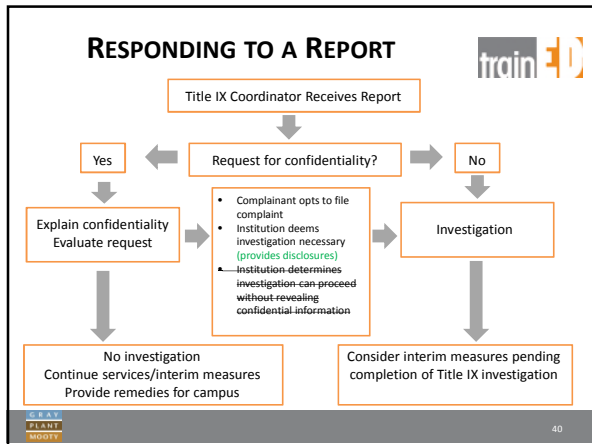 RESPONDING TO A REPORT
train ED
Title IX Coordinator Receives Report
Yes
Request for confidentiality?
No
Explain confidentiality
Evaluate request
• Complainant opts to file
complaint
• Institution deems
investigation necessary
(provides disclosures)
• Institution determines
investigation can proceed
without revealing
confidential information
Investigation
No investigation
Continue services/interim measures
Provide remedies for campus
Consider interim measures pending
completion of Title IX investigation
GRAY
PLANT
MOOTY
40